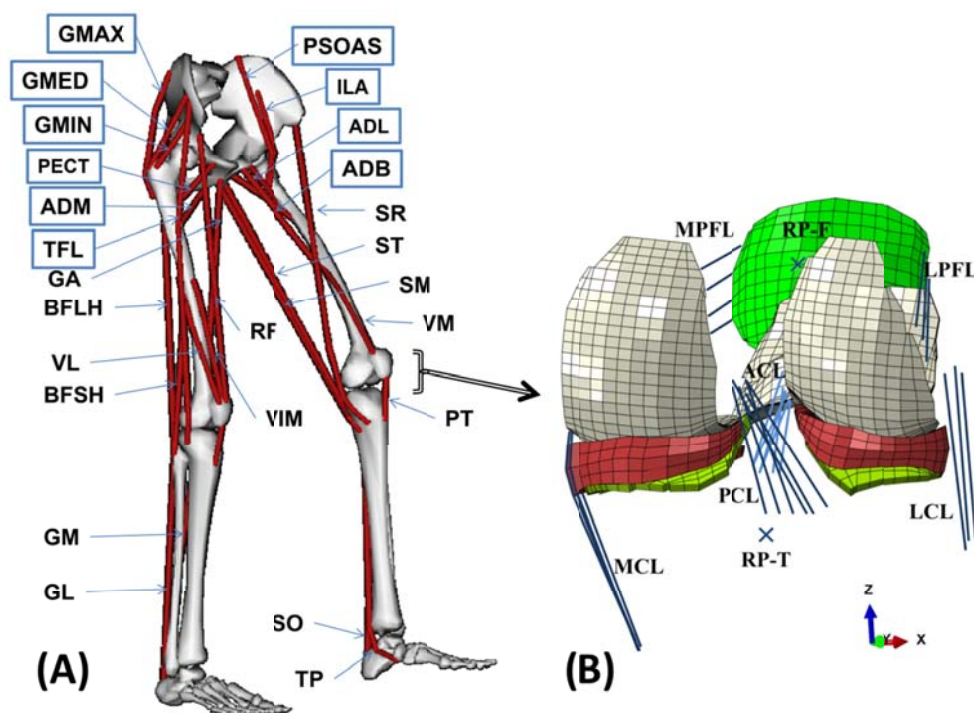 GMAX
GMED
GMIN
PECT
ADM
TFL
GA
BFLH
VL
BFSH
GM
GL
(A)
PSOAS
ILA
ADL
ADB
SR
ST
SM
VM
RF
VIM
PT
SO
TP
MPFL
RP-F
LPFL
ACL
PCL
LCL
MCL
RP-T
Z
Y
X
(B)